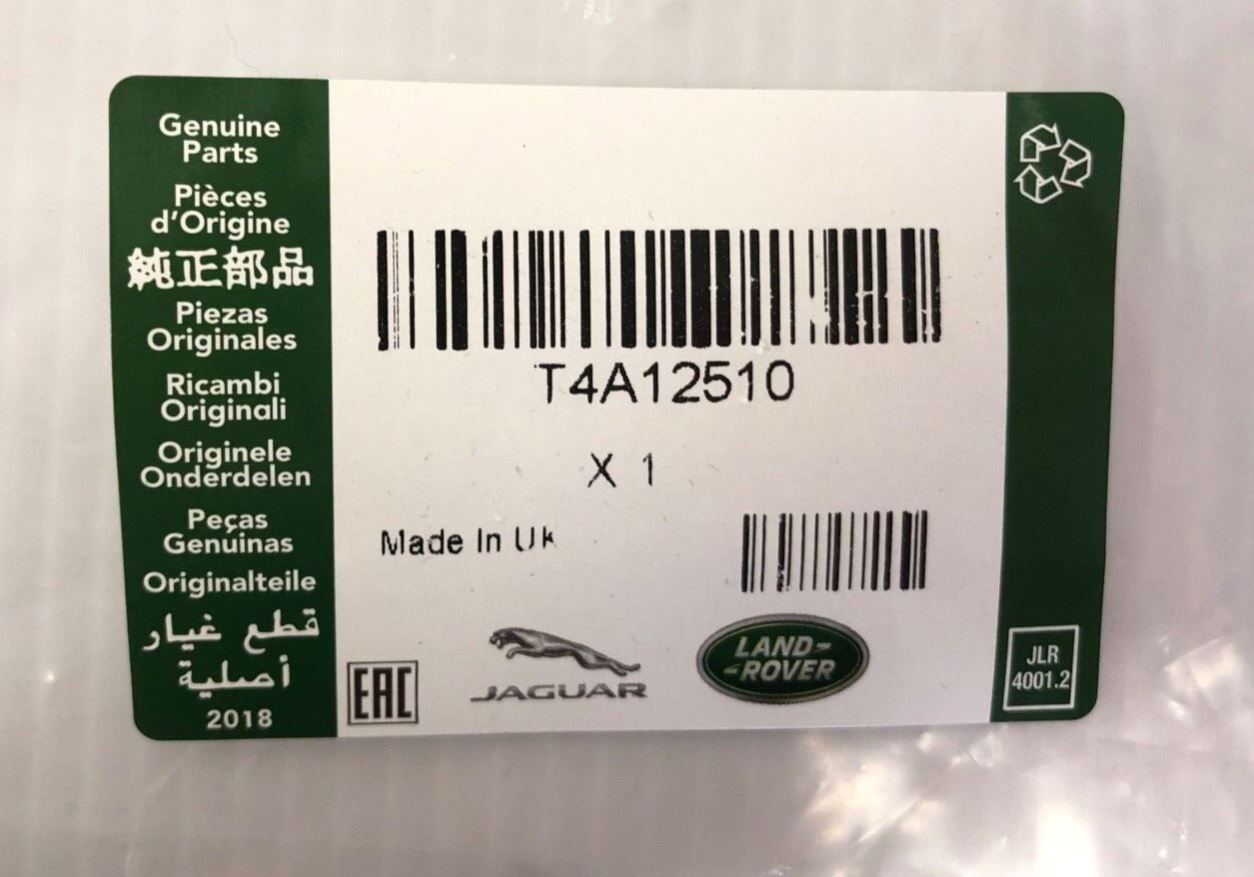 Genuine
Parts
Pièces
d'Origine
純正部品
Piezas
Originales
Ricambi
Originali
Originele
Onderdelen
Peças
Genuinas
Originalteile
قطع غيار
أصلية
2018
T4A12510
X 1
Made In Uk
EAC
JAGUAR
LAND-
-ROVER
JLR
4001.2